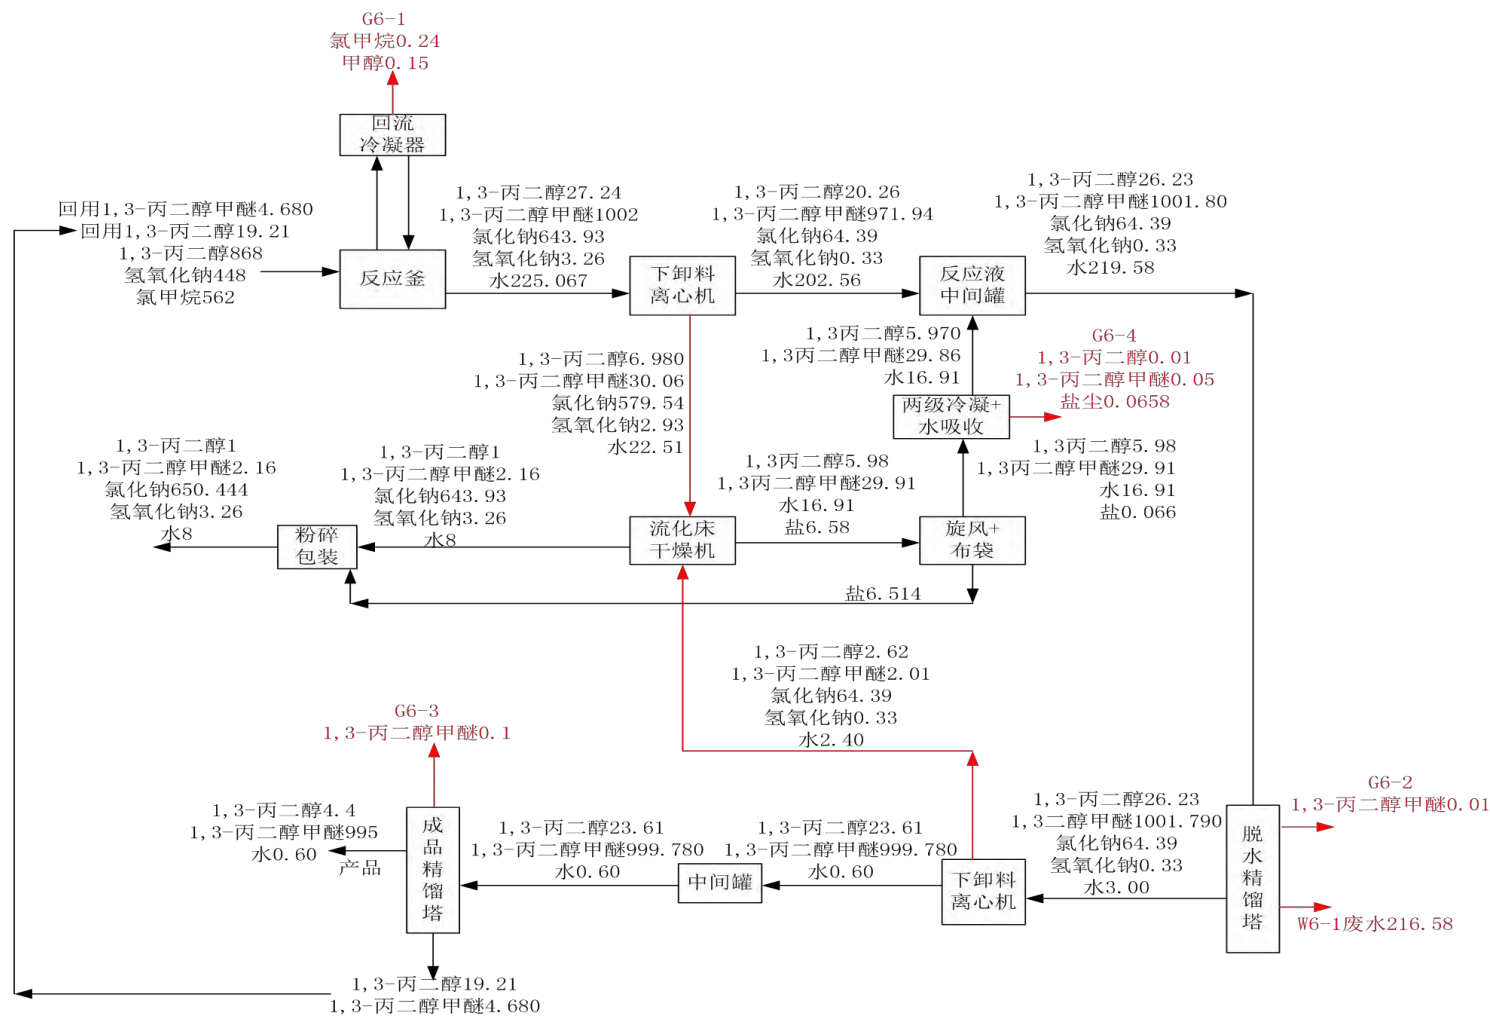 G6-1
氯甲烷0.24
甲醇0.15
回流
冷凝器
回用1,3-丙二醇甲醚4.680
回用1,3-丙二醇19.21
1,3-丙二醇868
氢氧化钠448
氯甲烷562
反应釜
1,3-丙二醇27.24
1,3-丙二醇甲醚1002
氯化钠643.93
氢氧化钠3.26
水225.067
下卸料
离心机
1,3-丙二醇20.26
1,3-丙二醇甲醚971.94
氯化钠64.39
氢氧化钠0.33
水202.56
反应液
中间罐
1,3-丙二醇26.23
1,3-丙二醇甲醚1001.80
氯化钠64.39
氢氧化钠0.33
水219.58
1,3-丙二醇6.980
1,3-丙二醇甲醚30.06
氯化钠579.54
氢氧化钠2.93
水22.51
1,3丙二醇5.970
1,3丙二醇甲醚29.86
水16.91
G6-4
1,3-丙二醇0.01
1,3-丙二醇甲醚0.05
盐尘0.0658
两级冷凝+
水吸收
1,3丙二醇5.98
1,3丙二醇甲醚29.91
水16.91
盐0.066
1,3-丙二醇1
1,3-丙二醇甲醚2.16
氯化钠650.444
氢氧化钠3.26
水8
粉碎
包装
1,3-丙二醇1
1,3-丙二醇甲醚2.16
氯化钠643.93
氢氧化钠3.26
水8
流化床
干燥机
1,3丙二醇5.98
1,3丙二醇甲醚29.91
水16.91
盐6.58
旋风+
布袋
盐6.514
1,3-丙二醇2.62
1,3-丙二醇甲醚2.01
氯化钠64.39
氢氧化钠0.33
水2.40
G6-3
1,3-丙二醇甲醚0.1
1,3-丙二醇4.4
1,3-丙二醇甲醚995
水0.60
产品
成品精馏塔
1,3-丙二醇23.61
1,3-丙二醇甲醚999.780
水0.60
中间罐
1,3-丙二醇23.61
1,3-丙二醇甲醚999.780
水0.60
下卸料
离心机
1,3-丙二醇26.23
1,3二醇甲醚1001.790
氯化钠64.39
氢氧化钠0.33
水3.00
脱水精馏塔
G6-2
1,3-丙二醇甲醚0.01
W6-1废水216.58
1,3-丙二醇19.21
1,3-丙二醇甲醚4.680